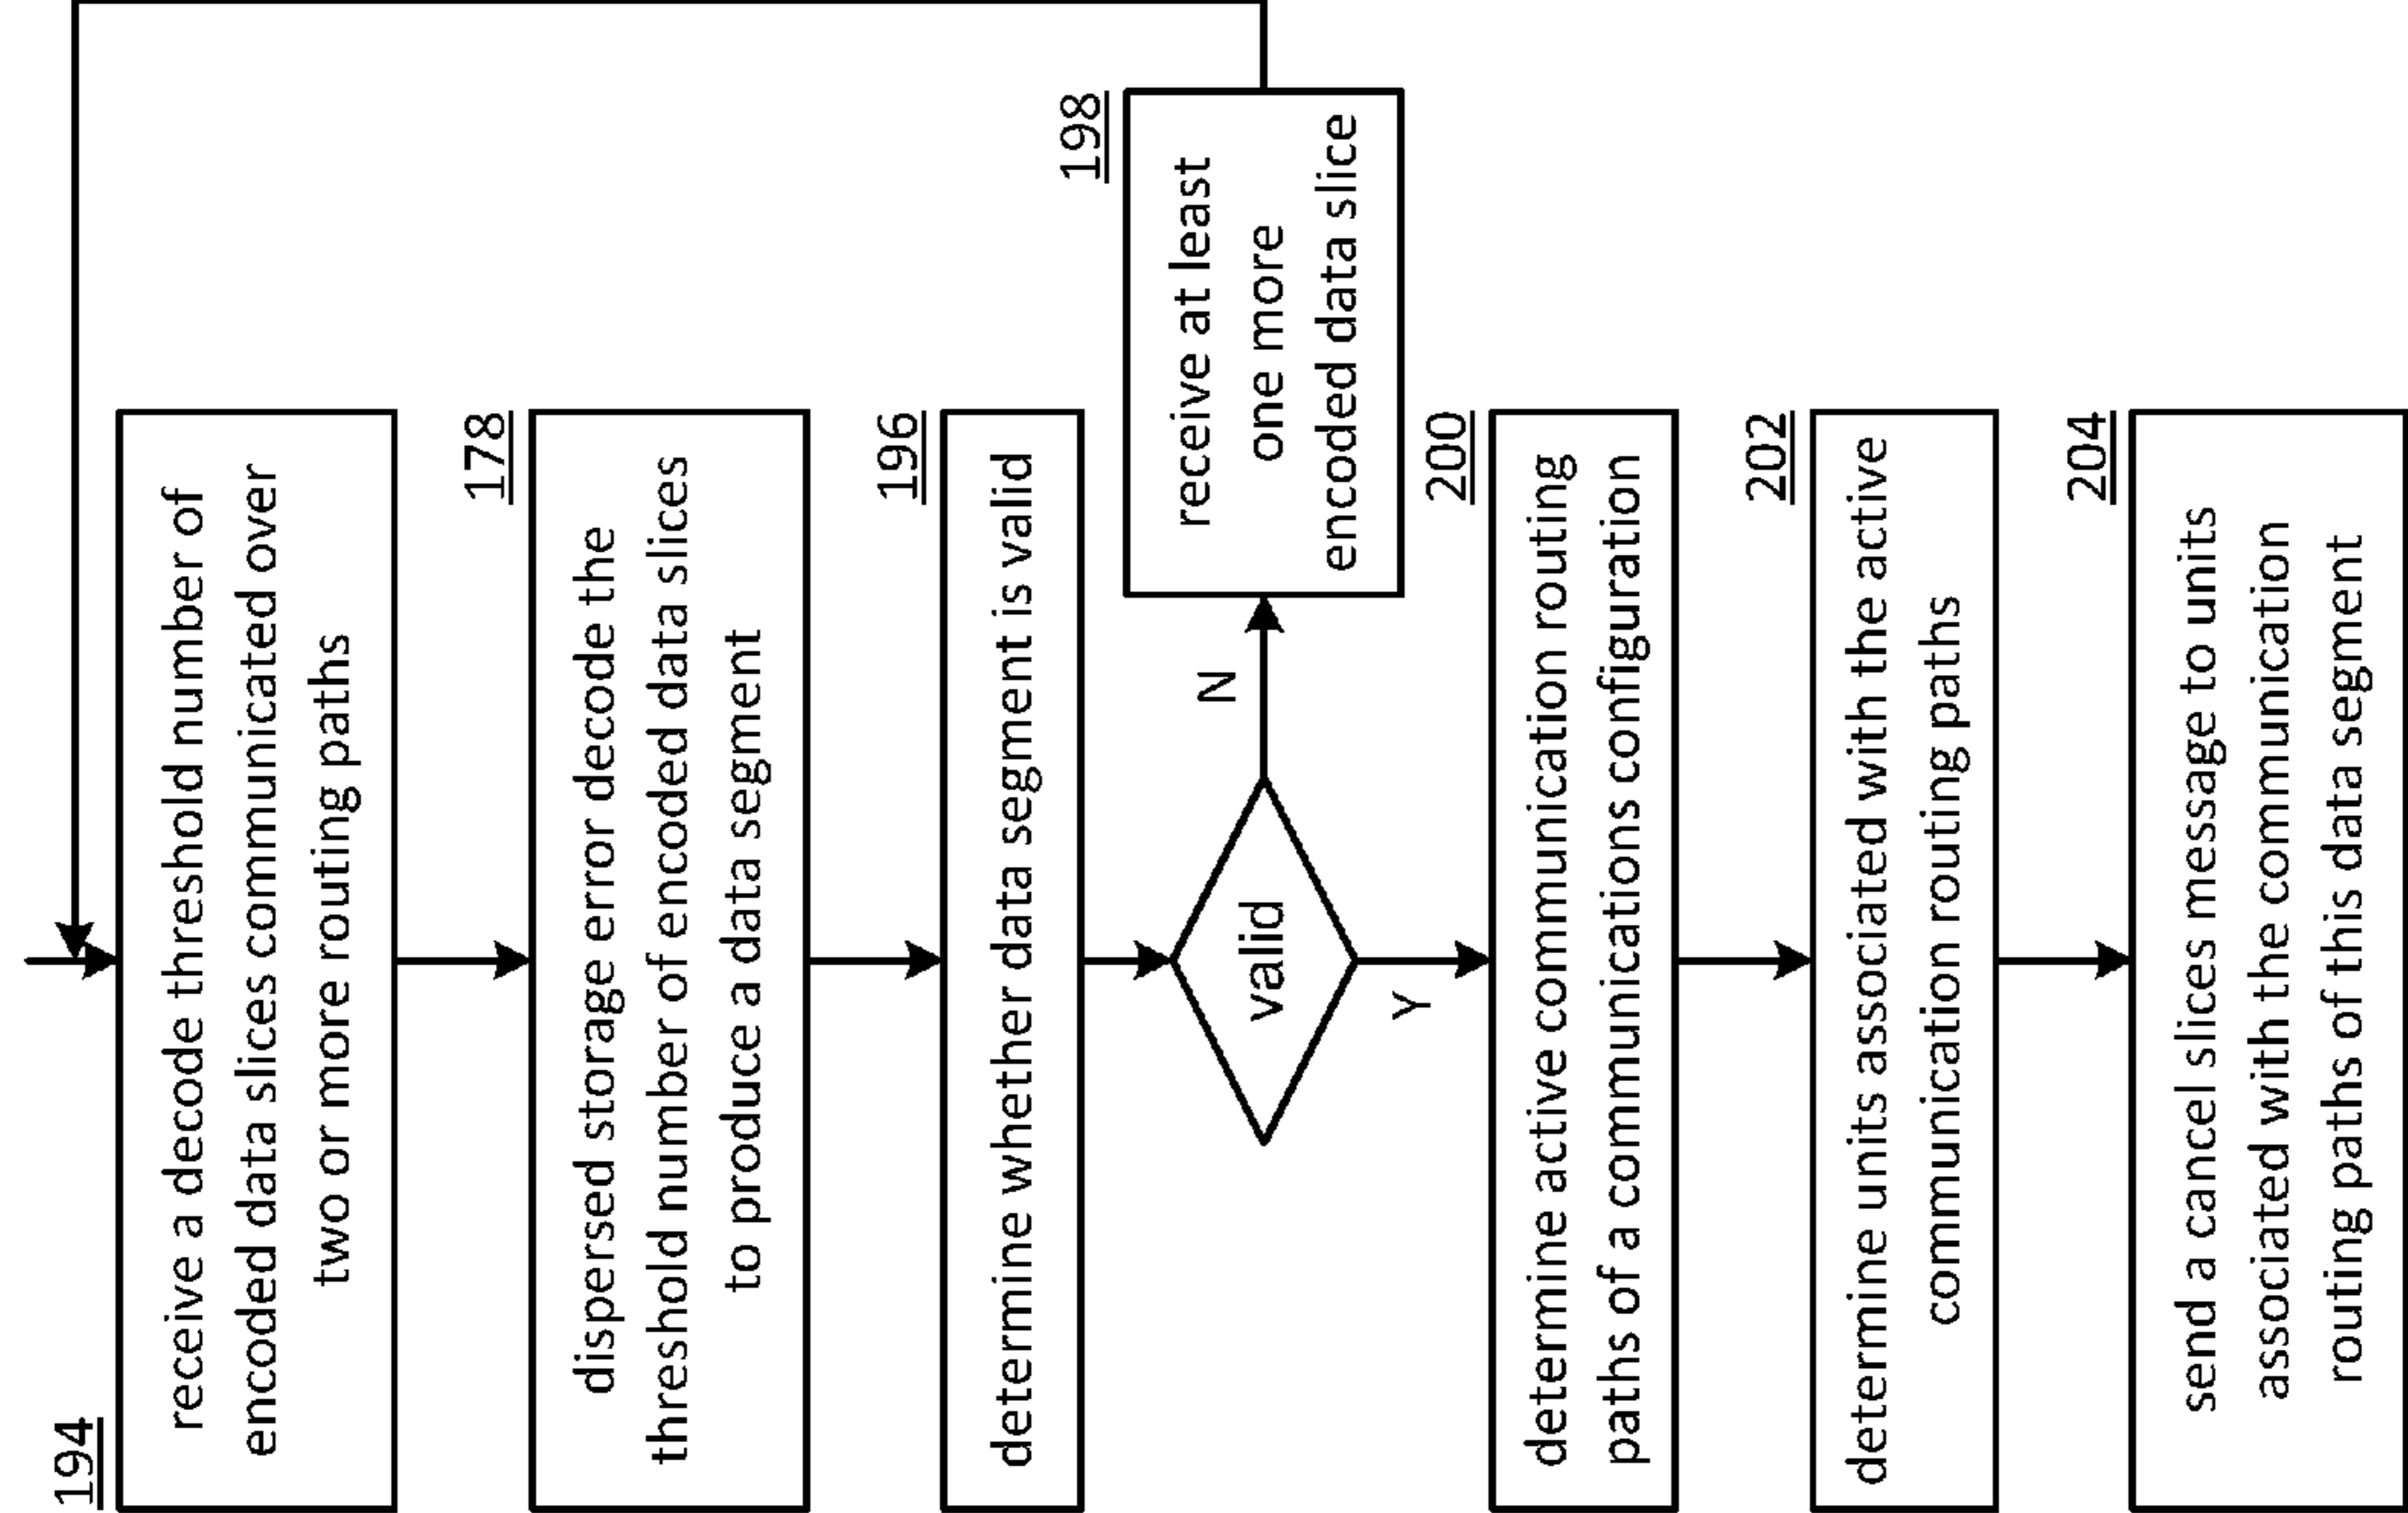 194
receive a decode threshold number of
encoded data slices communicated over
two or more routing paths
178
dispersed storage error decode the
threshold number of encoded data slices
to produce a data segment
196
determine whether data segment is valid
valid
N
198
receive at least
one more
encoded data slice
Y
200
determine active communication routing
paths of a communications configuration
202
determine units associated with the active
communication routing paths
204
send a cancel slices message to units
associated with the communication
routing paths of this data segment